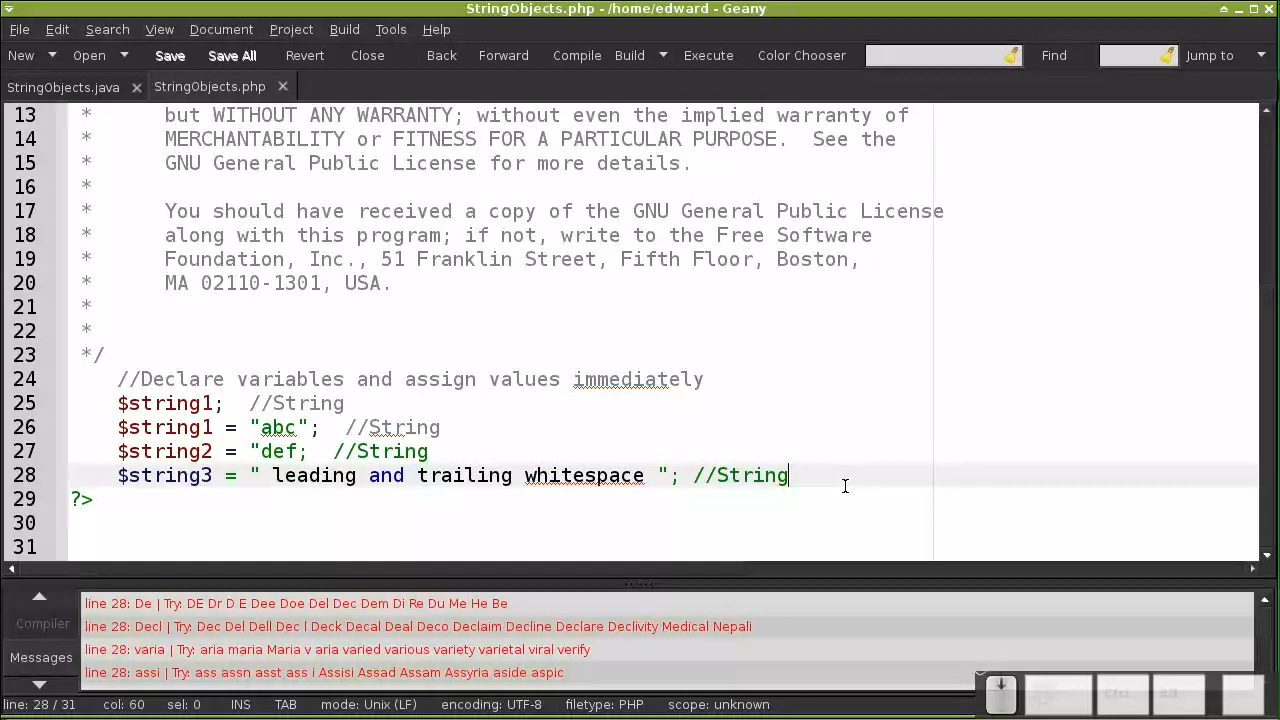 StringObjects.php - /home/edward - Geany
File Edit Search View Document Project Build Tools Help
New Open Save Save All Revert Close Back Forward Compile Build Execute Color Chooser Find Jump to
StringObjects.java StringObjects.php
13 * but WITHOUT ANY WARRANTY; without even the implied warranty of
14 * MERCHANTABILITY or FITNESS FOR A PARTICULAR PURPOSE. See the
15 * GNU General Public License for more details.
16 *
17 * You should have received a copy of the GNU General Public License
18 * along with this program; if not, write to the Free Software
19 * Foundation, Inc., 51 Franklin Street, Fifth Floor, Boston,
20 * MA 02110-1301, USA.
21 *
22 *
23 */
24 //Declare variables and assign values immediately
25 $string1; //String
26 $string1 = "abc"; //String
27 $string2 = "def; //String
28 $string3 = " leading and trailing whitespace "; //String
29 ?>
30
31
Compiler
Messages
line 28: De | Try: DE Dr D E Dee Doe Del Dec Dem Di Re Du Me He Be
line 28: Decl | Try: Dec Del Dell Dec l Deck Decal Deal Deco Declaim Decline Declare Declivity Medical Nepali
line 28: varia | Try: aria maria Maria v aria varied various variety varietal viral verify
line 28: assi | Try: ass assn asst ass i Assisi Assad Assam Assyria aside aspic
line: 28 / 31 col: 60 sel: 0 INS TAB mode: Unix (LF) encoding: UTF-8 filetype: PHP scope: unknown